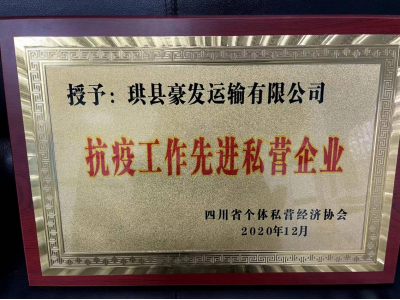 授予：珙县豪发运输有限公司
抗疫工作先进私营企业
四川省个体私营经济协会
2020年12月